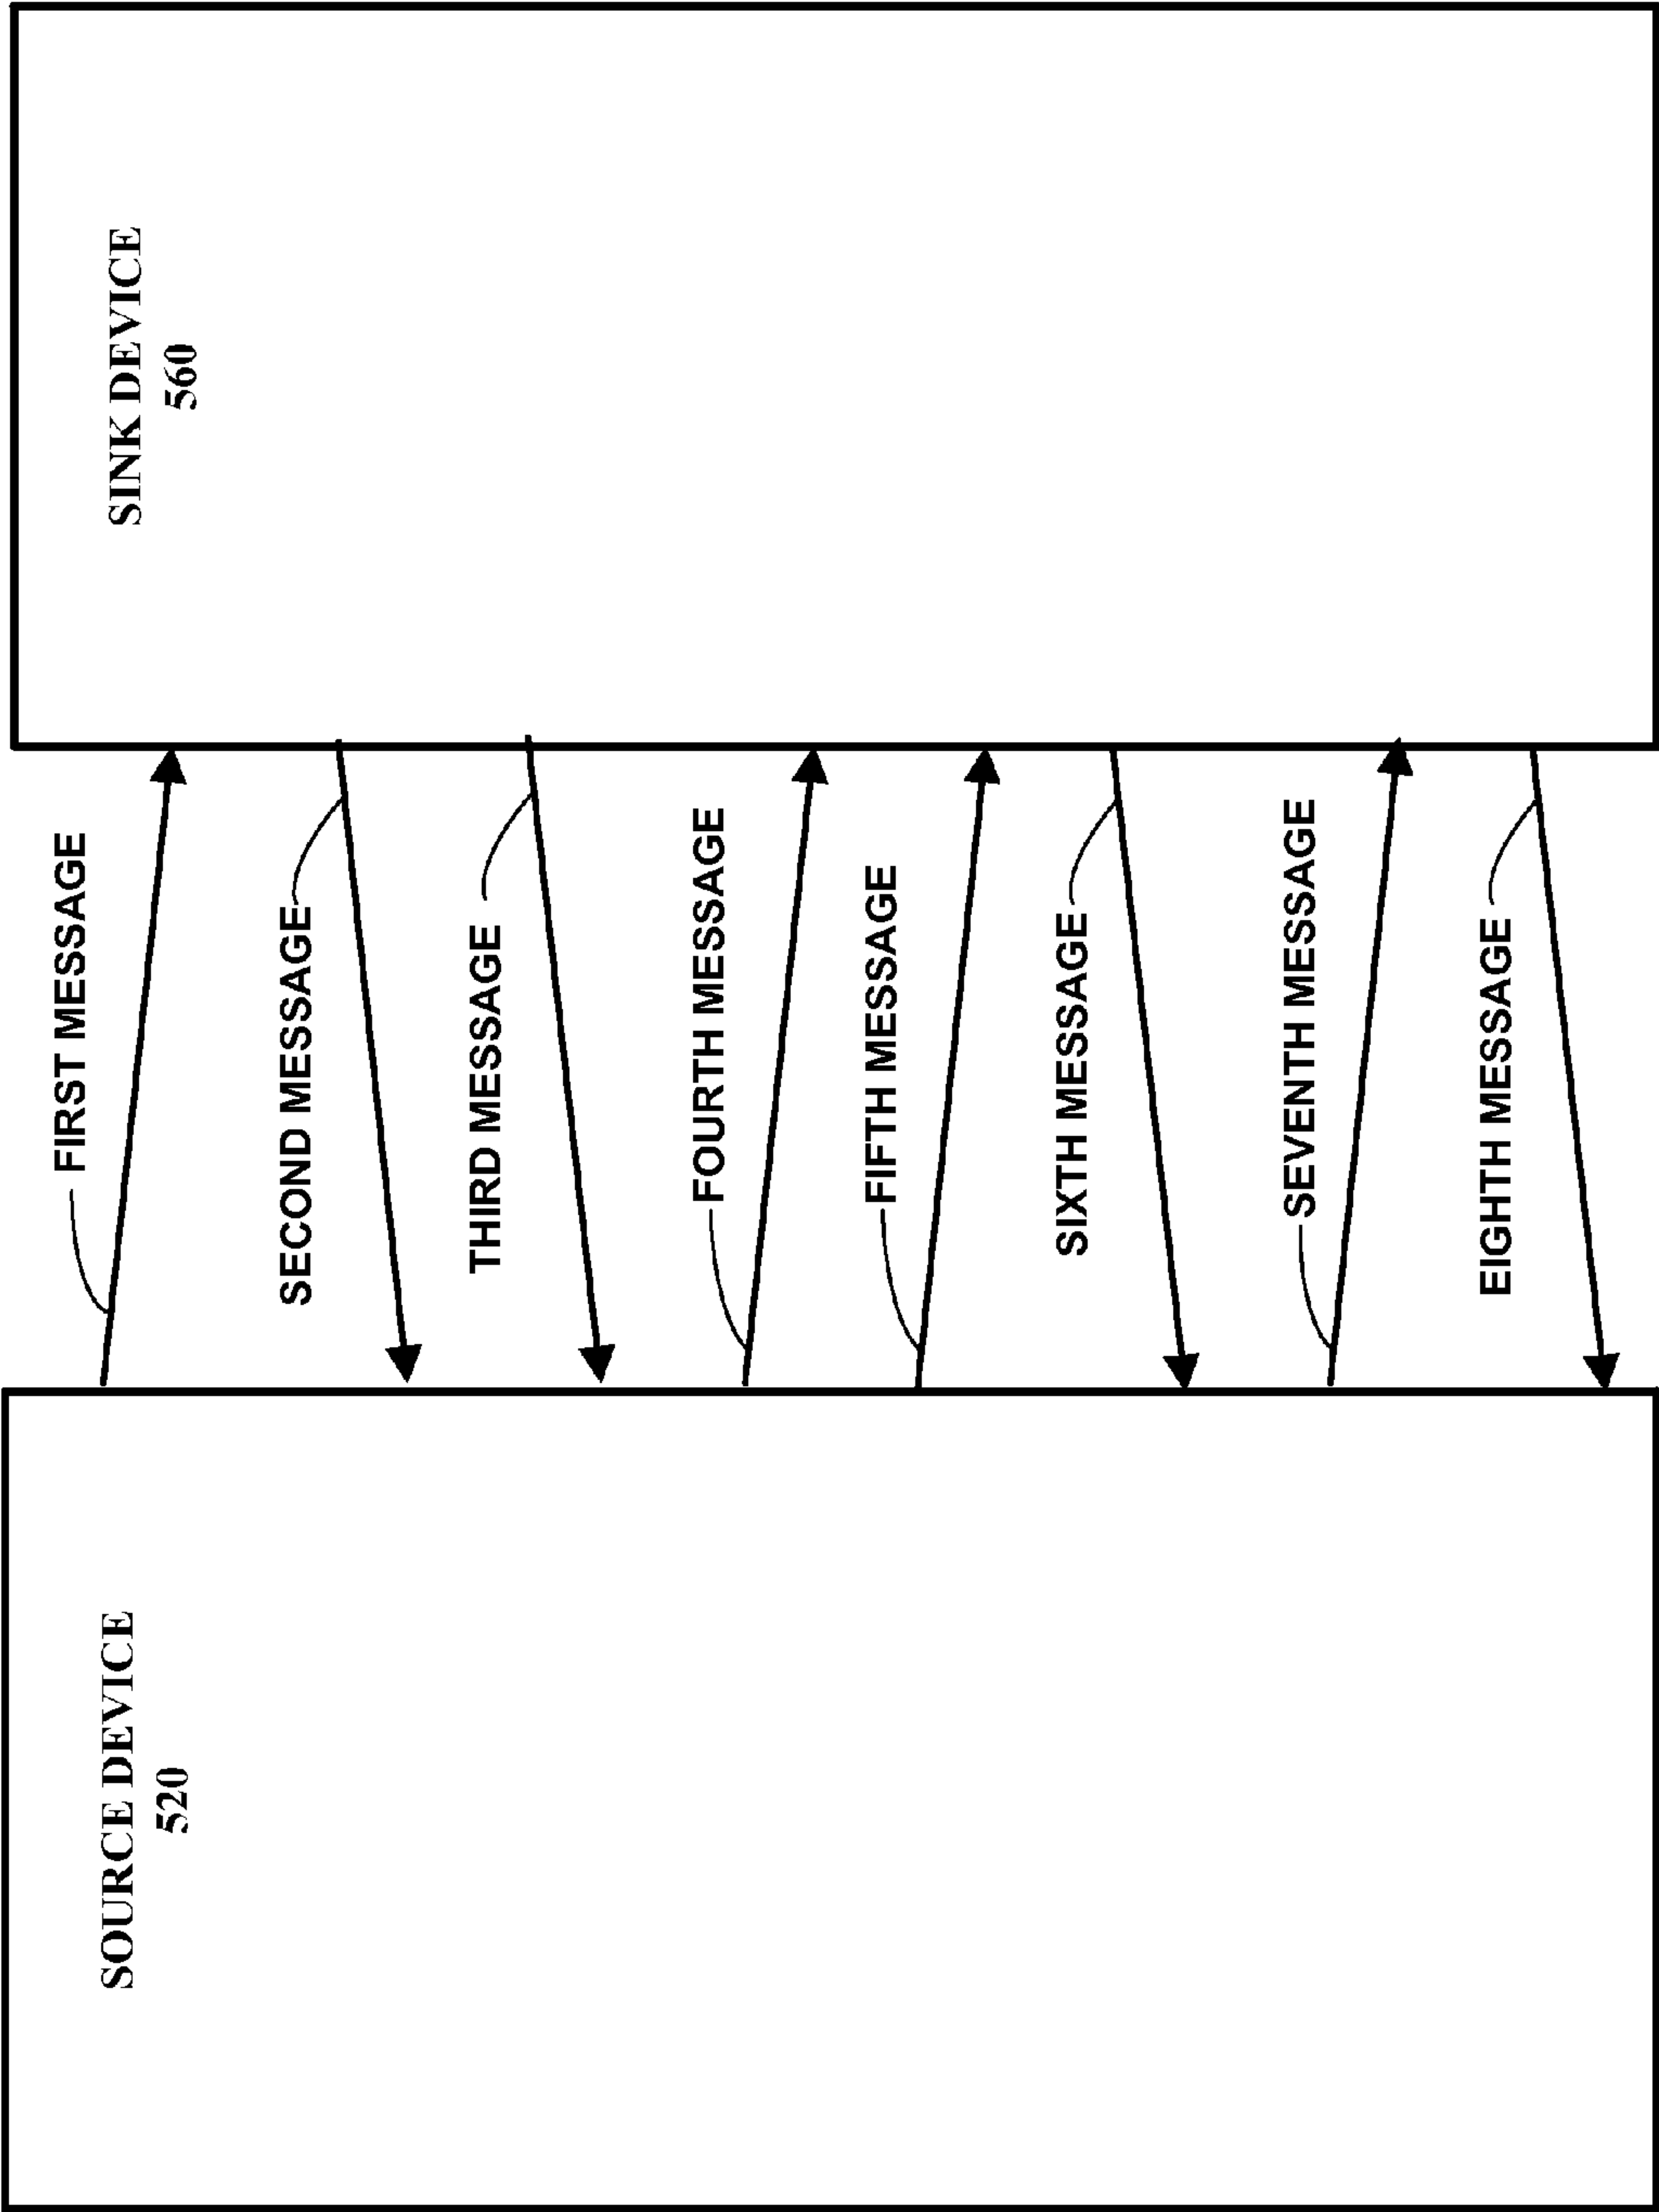 SOURCE DEVICE
520
SINK DEVICE
560
FIRST MESSAGE
SECOND MESSAGE
THIRD MESSAGE
FOURTH MESSAGE
FIFTH MESSAGE
SIXTH MESSAGE
SEVENTH MESSAGE
EIGHTH MESSAGE